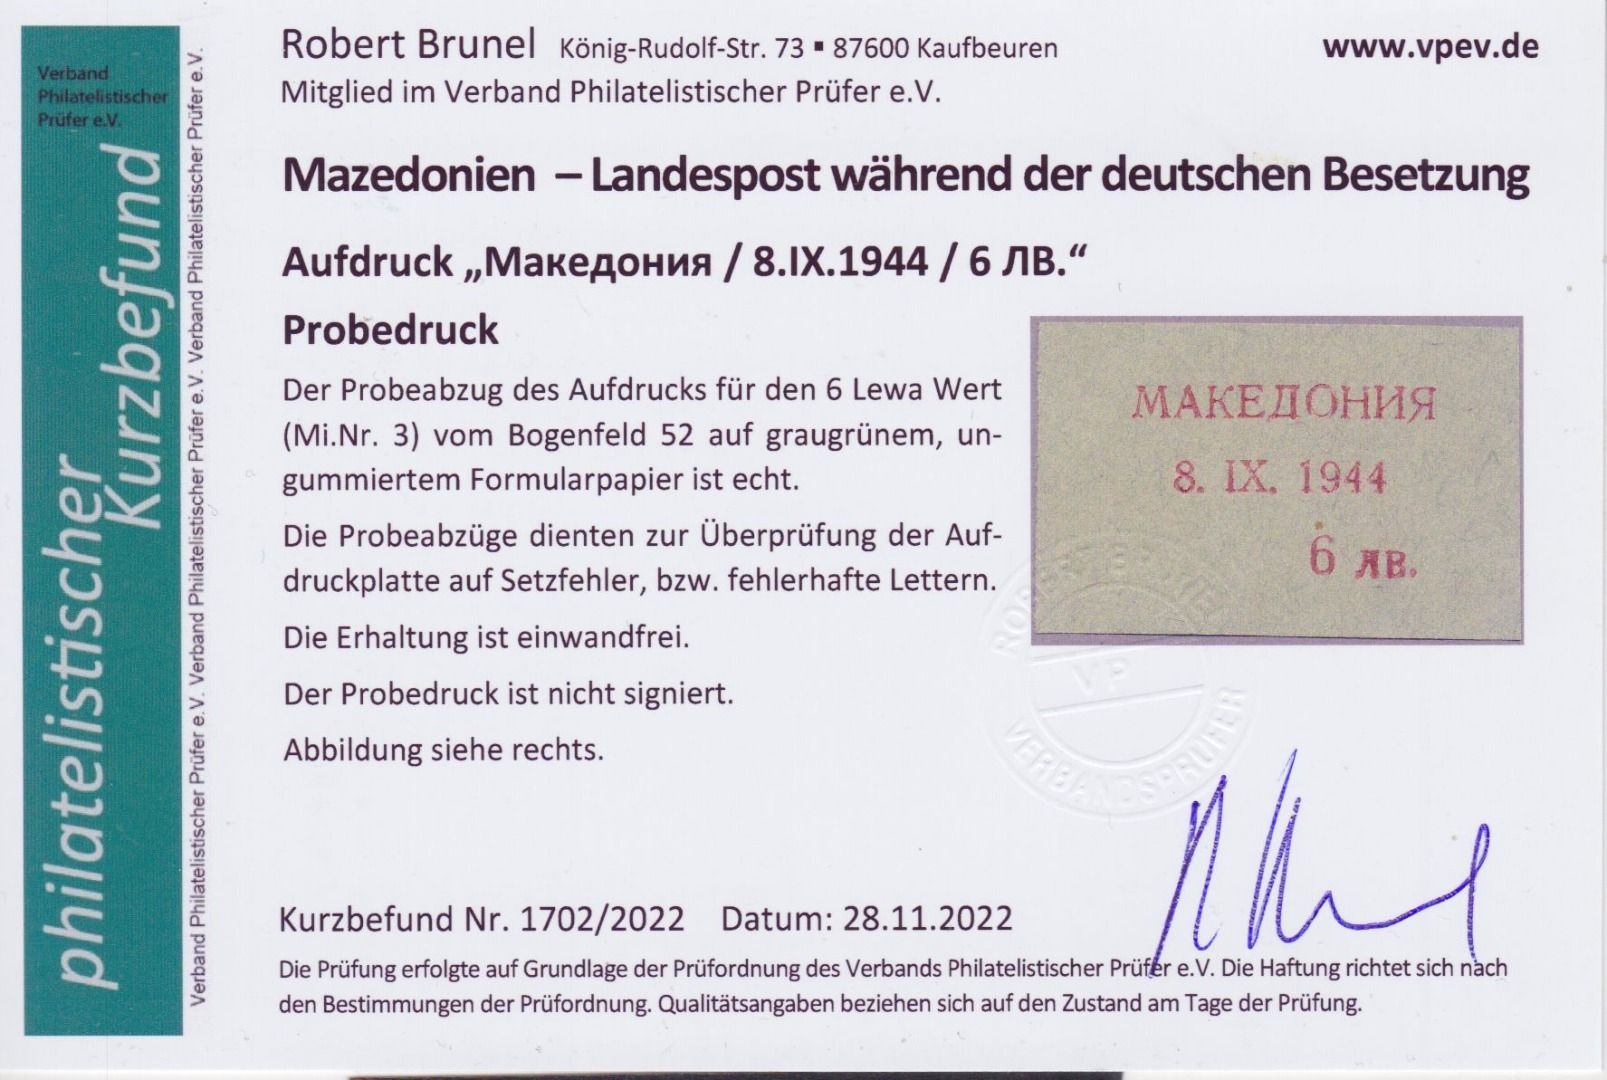 Verband
Philatelistischer
Prüfer e.V.
philatelistischer
Kurzbefund
Verband Philatelistischer Prüfer e.V. Verband Philatelistischer Prüfer e.V. Verband Philatelistischer Prüfer e.V. Verband Philatelistischer Prüfer e.V.
Robert Brunel König-Rudolf-Str. 73 ▪ 87600 Kaufbeuren
www.vpev.de
Mitglied im Verband Philatelistischer Prüfer e.V.
Mazedonien – Landespost während der deutschen Besetzung
Aufdruck „Македония / 8.IX.1944 / 6 ЛВ.“
Probedruck
Der Probeabzug des Aufdrucks für den 6 Lewa Wert
(Mi.Nr. 3) vom Bogenfeld 52 auf graugrünem, un-
gummiertem Formularpapier ist echt.
Die Probeabzüge dienten zur Überprüfung der Auf-
druckplatte auf Setzfehler, bzw. fehlerhafte Lettern.
Die Erhaltung ist einwandfrei.
Der Probedruck ist nicht signiert.
Abbildung siehe rechts.
МАКЕДОНИЯ
8. IX. 1944
6 лв.
ROBERT BRUNEL
VP
VERBANDSPRÜFER
Kurzbefund Nr. 1702/2022 Datum: 28.11.2022
Die Prüfung erfolgte auf Grundlage der Prüfordnung des Verbands Philatelistischer Prüfer e.V. Die Haftung richtet sich nach
den Bestimmungen der Prüfordnung. Qualitätsangaben beziehen sich auf den Zustand am Tage der Prüfung.